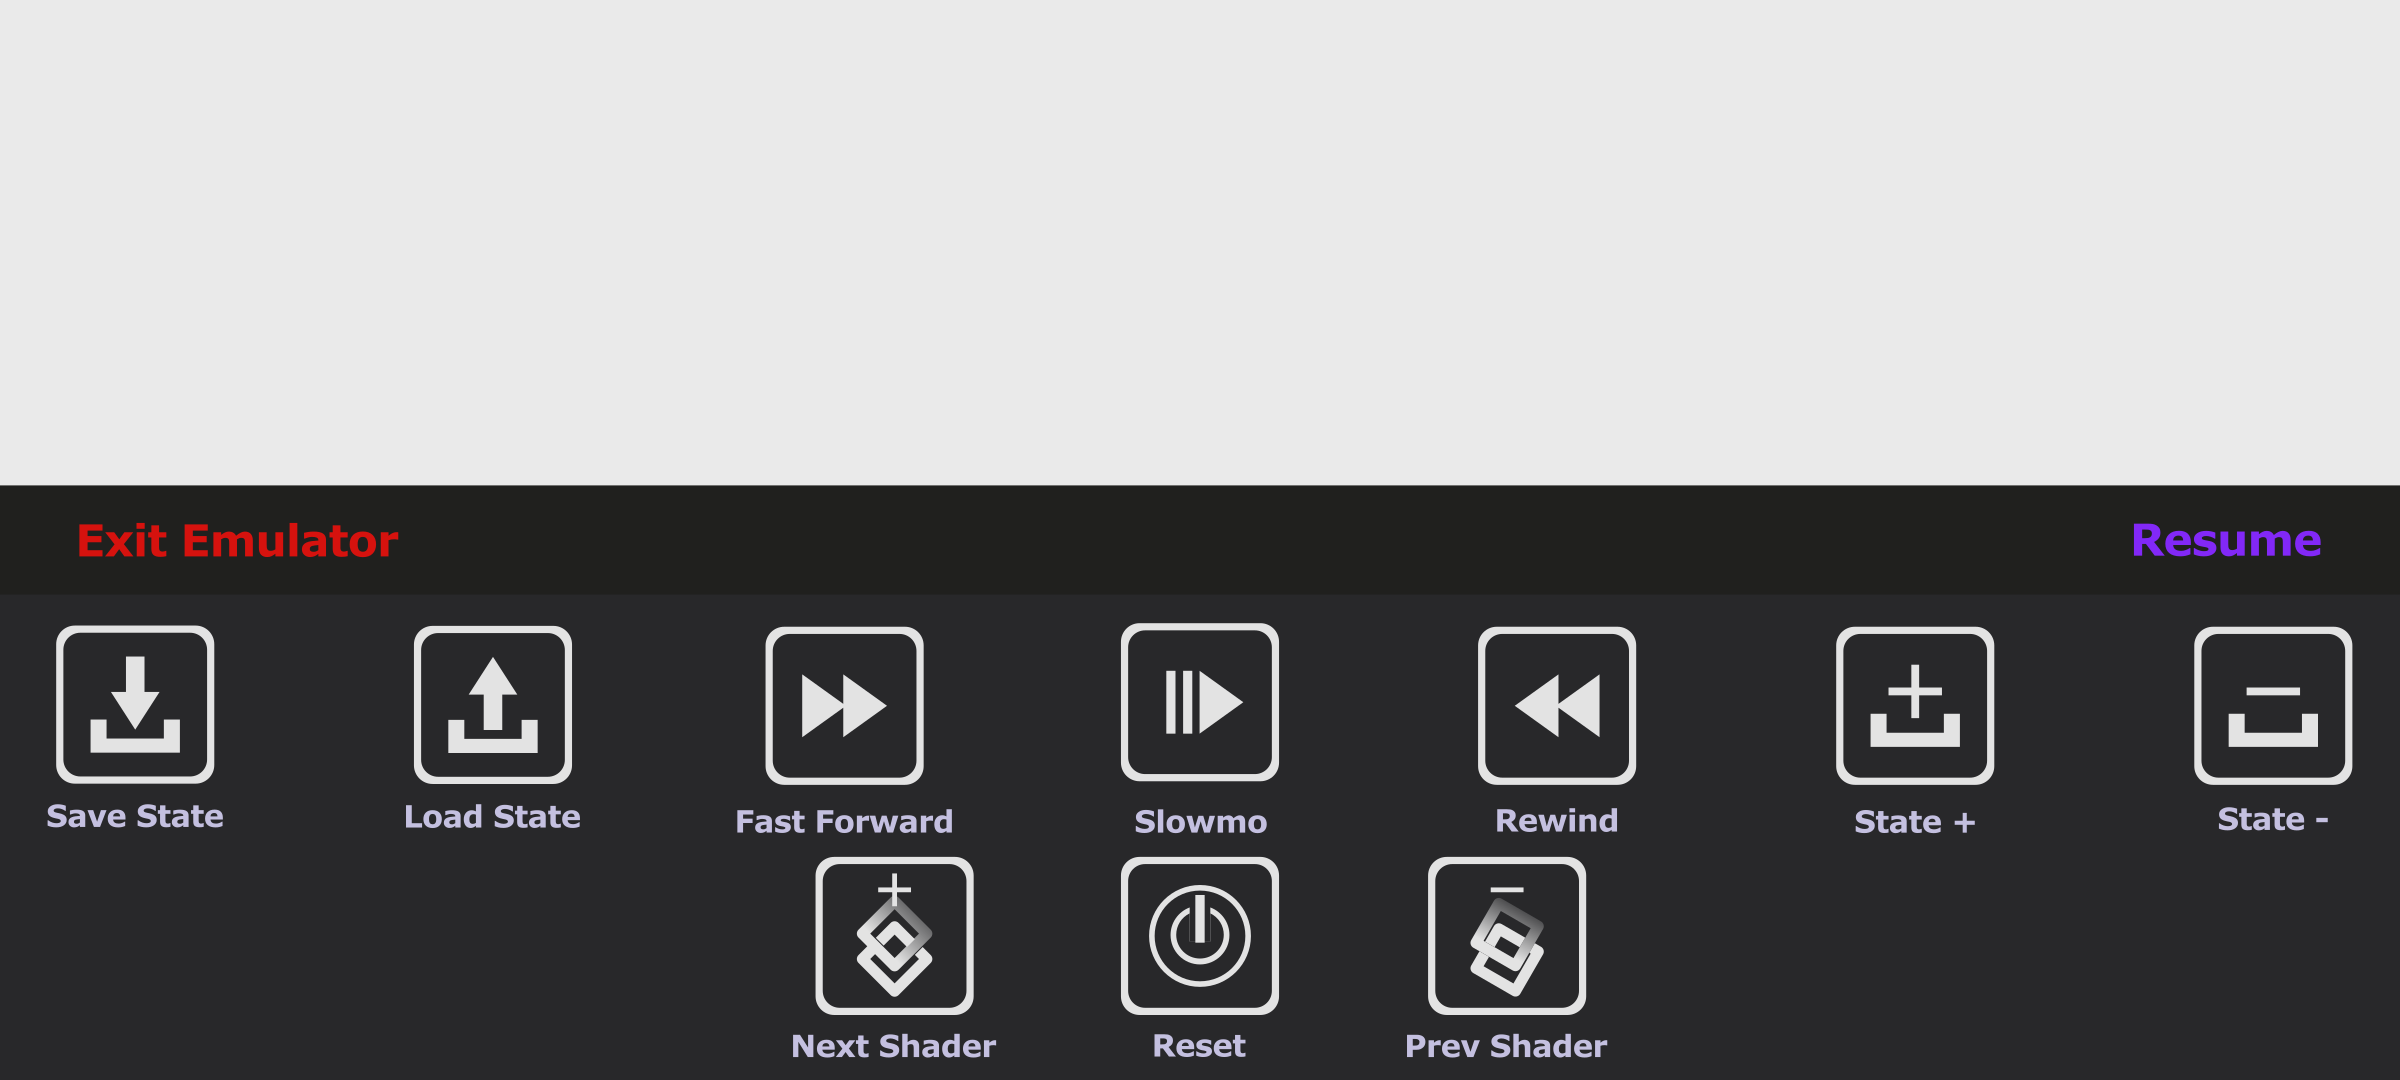 Exit Emulator
Resume
Save State
Load State
Fast Forward
Slowmo
Rewind
State +
State -
Next Shader
Reset
Prev Shader